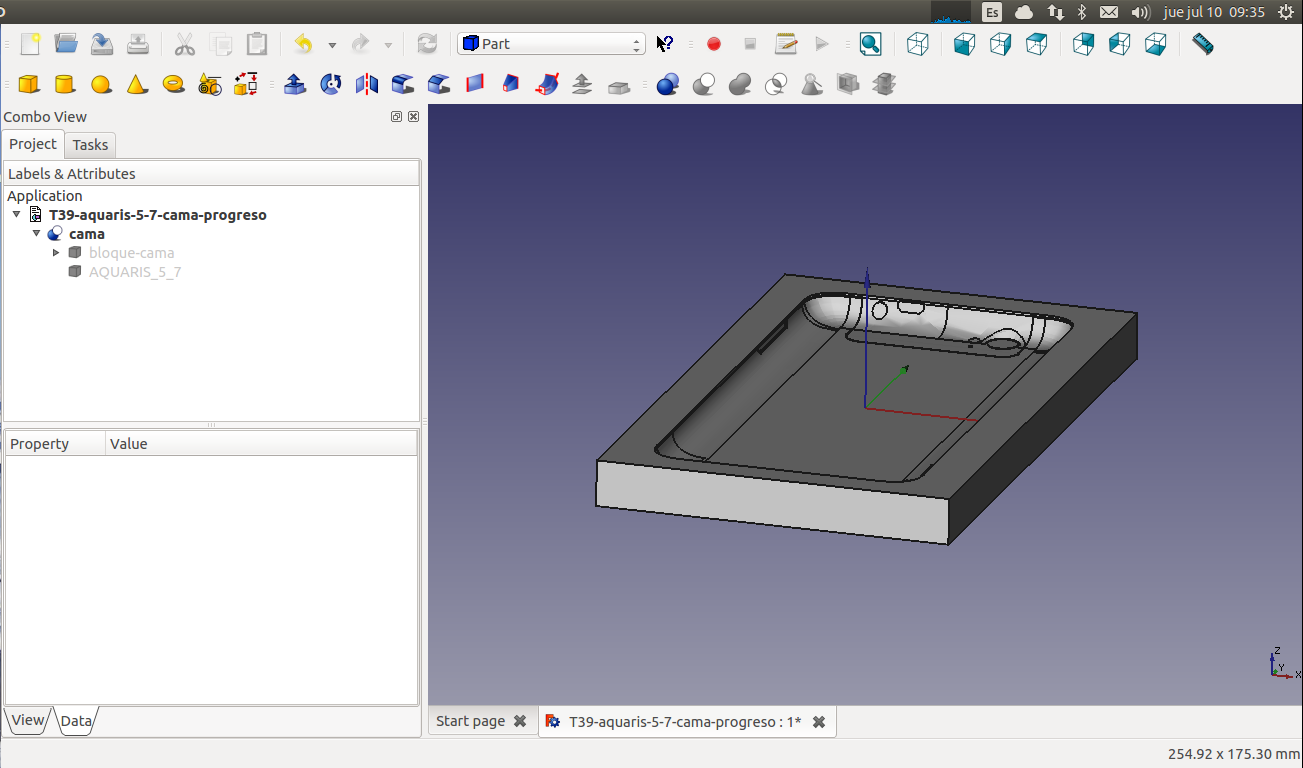 Es
jue jul 10 09:35
Part
Combo View
Project
Tasks
Labels & Attributes
Application
T39-aquaris-5-7-cama-progreso
cama
bloque-cama
AQUARIS_5_7
Property
Value
View
Data
Z
Y
X
Start page
T39-aquaris-5-7-cama-progreso : 1*
254.92 x 175.30 mm